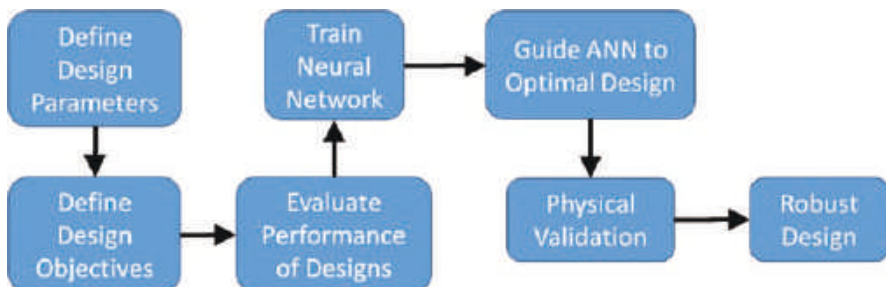 Define
Design
Parameters
Define
Design
Objectives
Evaluate
Performance
of Designs
Train
Neural
Network
Guide ANN to
Optimal Design
Physical
Validation
Robust
Design